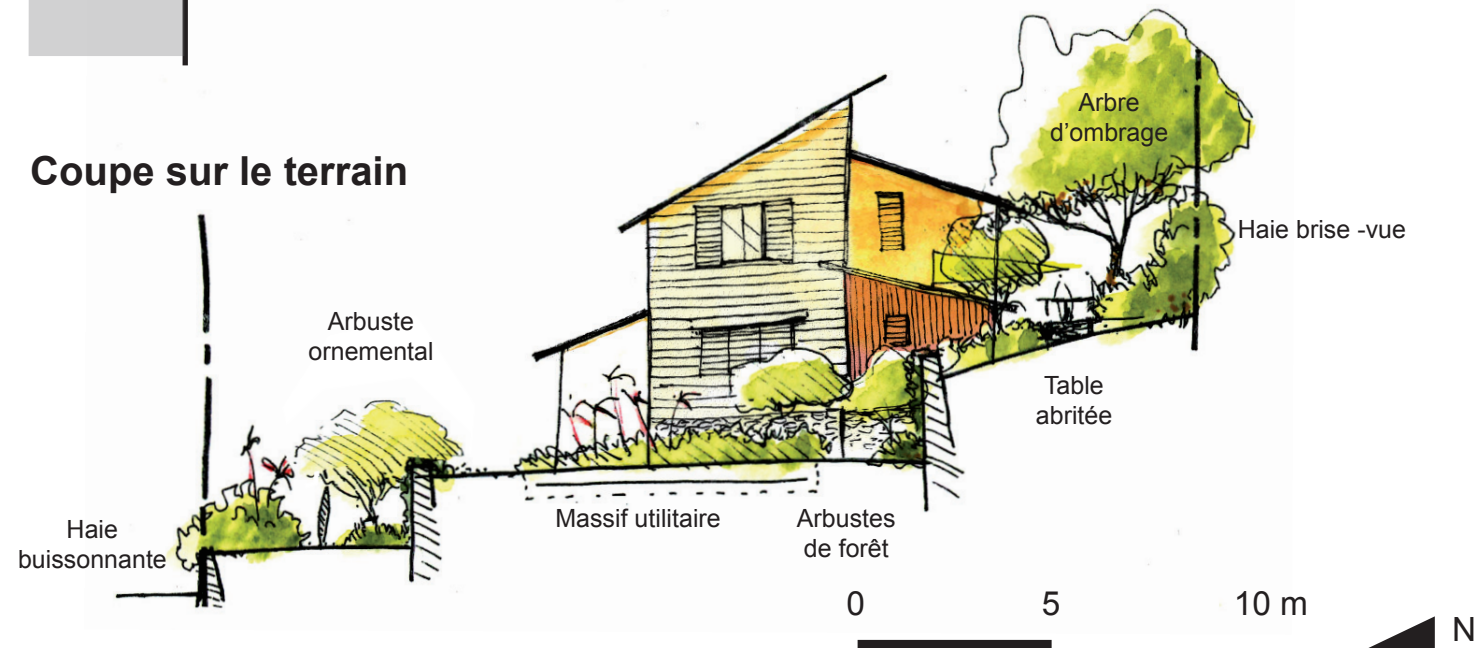 Coupe sur le terrain
Arbre
d'ombrage
Haie brise -vue
Arbuste
ornemental
Table
abritée
Haie
buissonnante
Massif utilitaire
Arbustes
de forêt
0 5 10 m
N